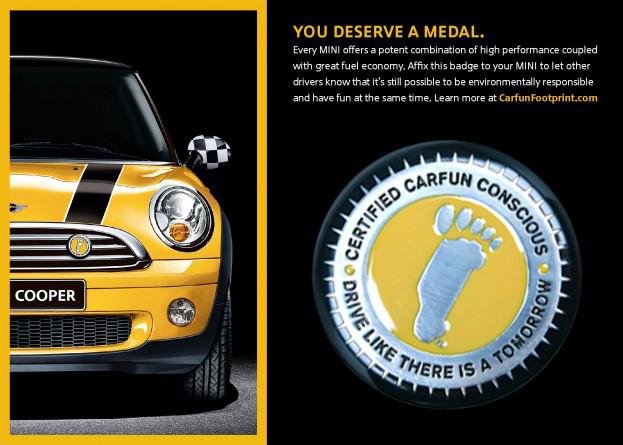 YOU DESERVE A MEDAL.
Every MINI offers a potent combination of high performance coupled
with great fuel economy. Affix this badge to your MINI to let other
drivers know that it's still possible to be environmentally responsible
and have fun at the same time. Learn more at CarfunFootprint.com
COOPER
CERTIFIED CARFUN CONSCIOUS
DRIVE LIKE THERE IS A TOMORROW